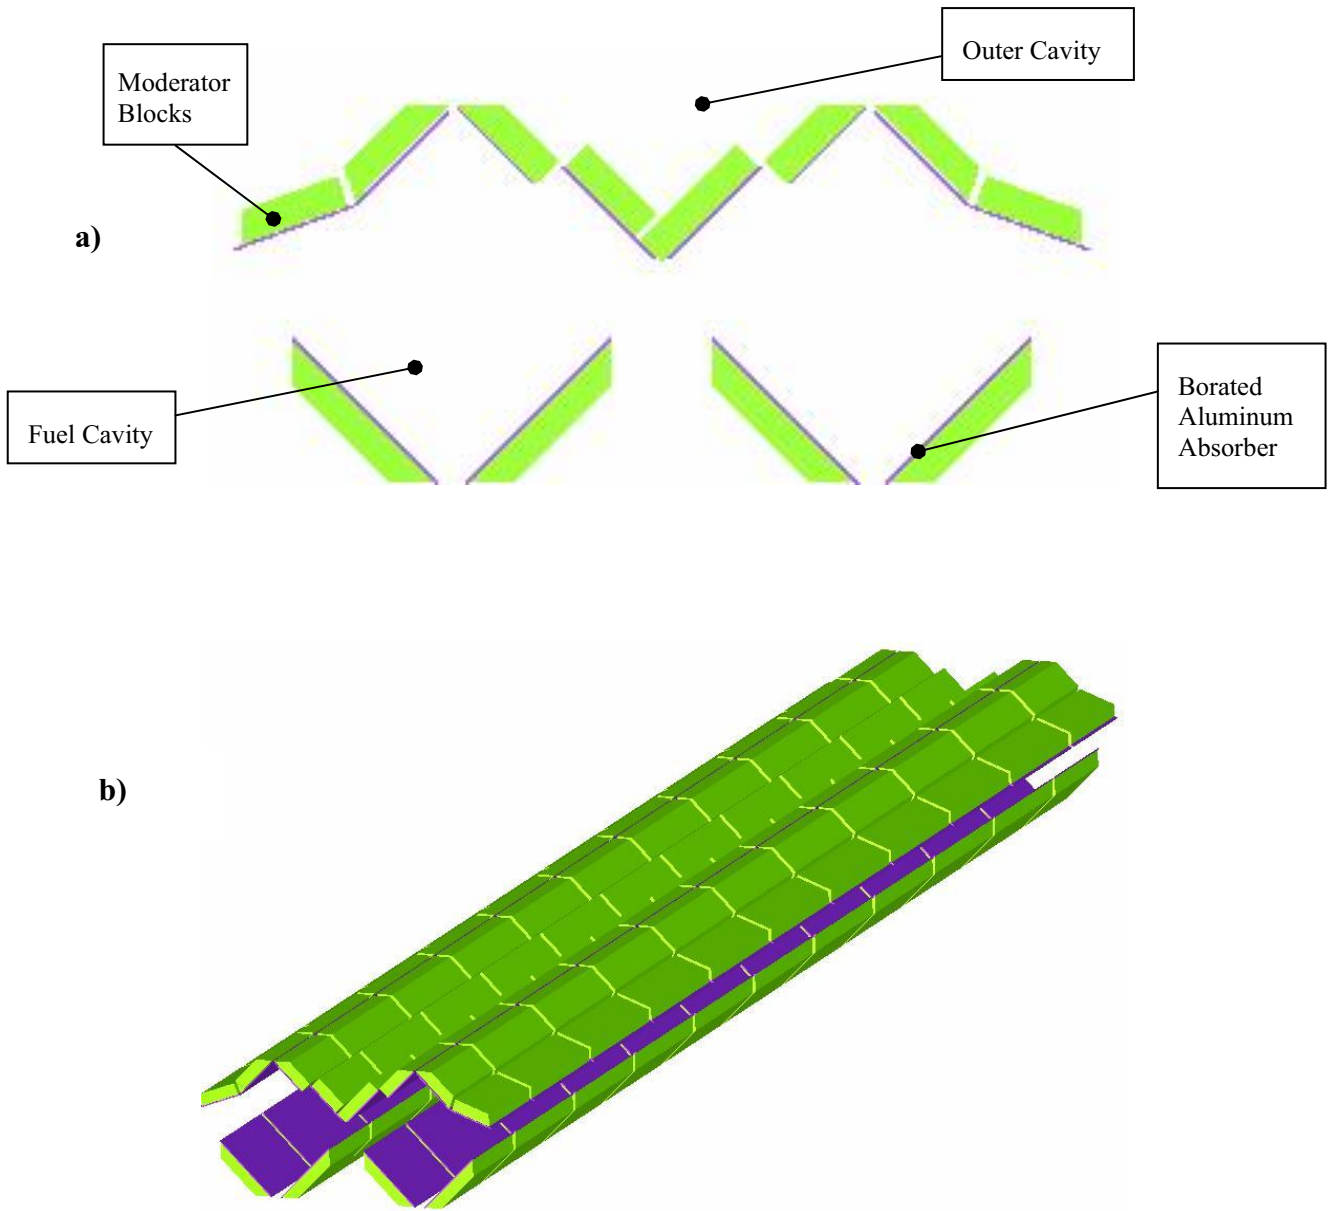 Outer Cavity
Moderator
Blocks
a)
Fuel Cavity
Borated
Aluminum
Absorber
b)